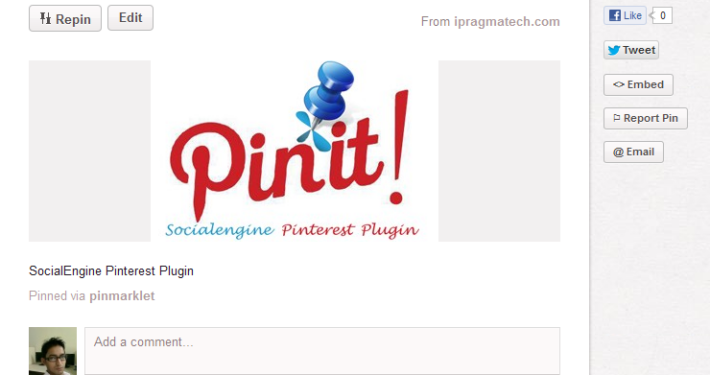 Repin
Edit
From ipragmatech.com
Pinit!
Socialengine Pinterest Plugin
SocialEngine Pinterest Plugin
Pinned via pinmarklet
Add a comment...
Like
0
Tweet
<> Embed
Report Pin
@ Email